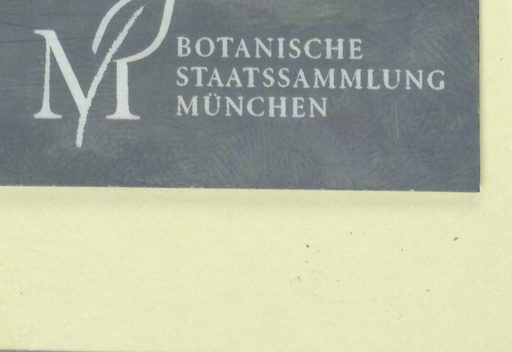 BOTANISCHE
STAATSSAMMLUNG
MÜNCHEN